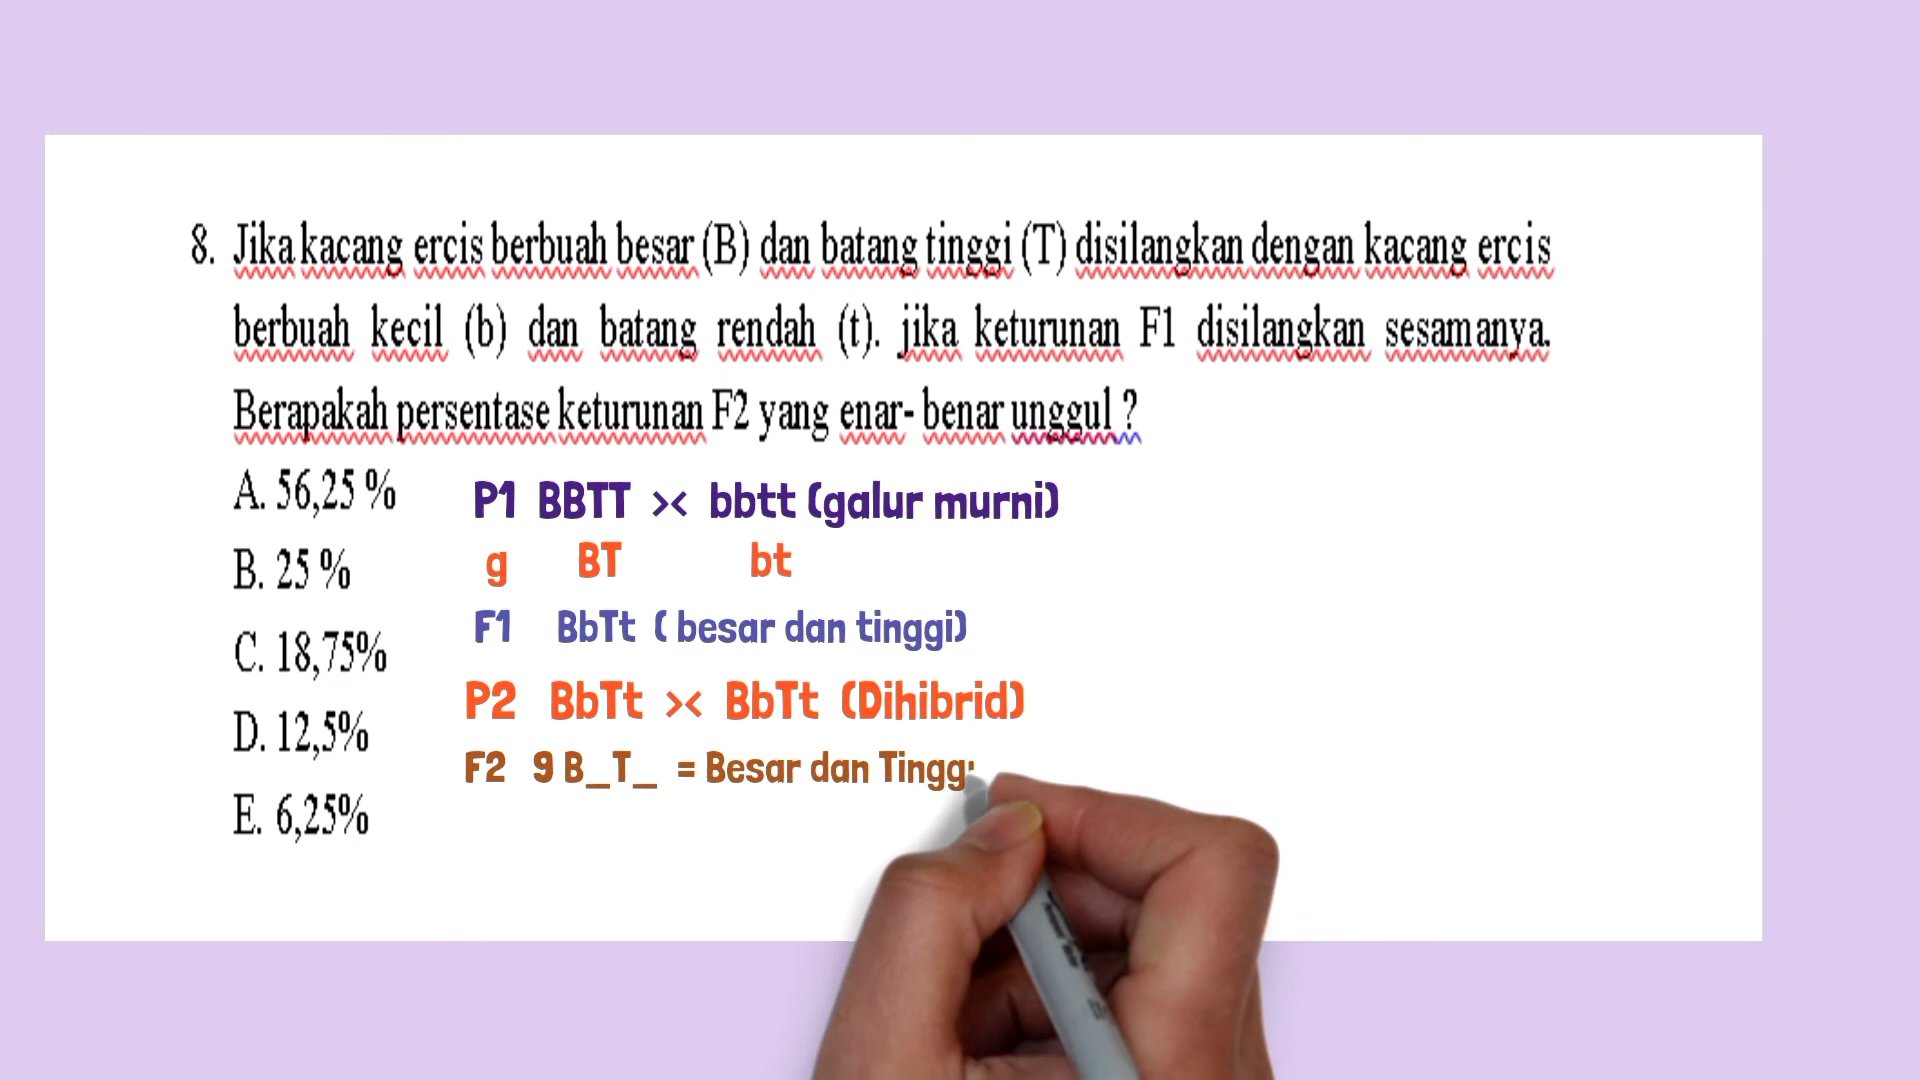 8. Jika kacang ercis berbuah besar (B) dan batang tinggi (T) disilangkan dengan kacang ercis
berbuah kecil (b) dan batang rendah (t). jika keturunan F1 disilangkan sesamanya.
Berapakah persentase keturunan F2 yang enar- benar unggul ?
A. 56,25 %
B. 25 %
C. 18,75%
D. 12,5%
E. 6,25%
P1 BBTT >< bbtt (galur murni)
g BT bt
F1 BbTt ( besar dan tinggi)
P2 BbTt >< BbTt (Dihibrid)
F2 9 B_T_ = Besar dan Tingg